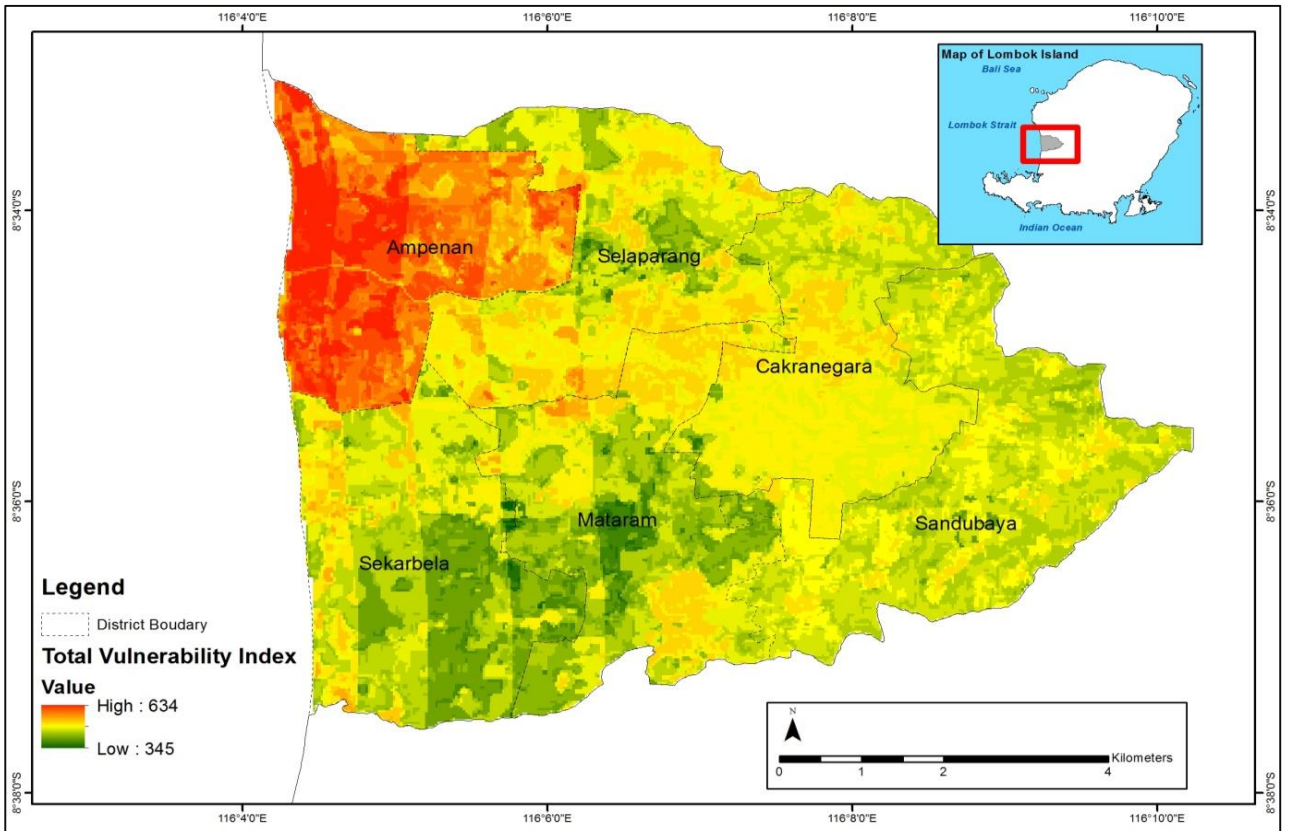 116°4'0"E 116°6'0"E 116°8'0"E 116°10'0"E
Map of Lombok Island
Bali Sea
Lombok Strait
Indian Ocean
8°34'0"S 8°34'0"S
Ampenan
Selaparang
Cakranegara
8°36'0"S 8°36'0"S
Mataram
Sandubaya
Sekarbela
Legend
District Boudary
Total Vulnerability Index
Value
High : 634
Low : 345
N
Kilometers
0 1 2 4
8°38'0"S 8°38'0"S
116°4'0"E 116°6'0"E 116°8'0"E 116°10'0"E